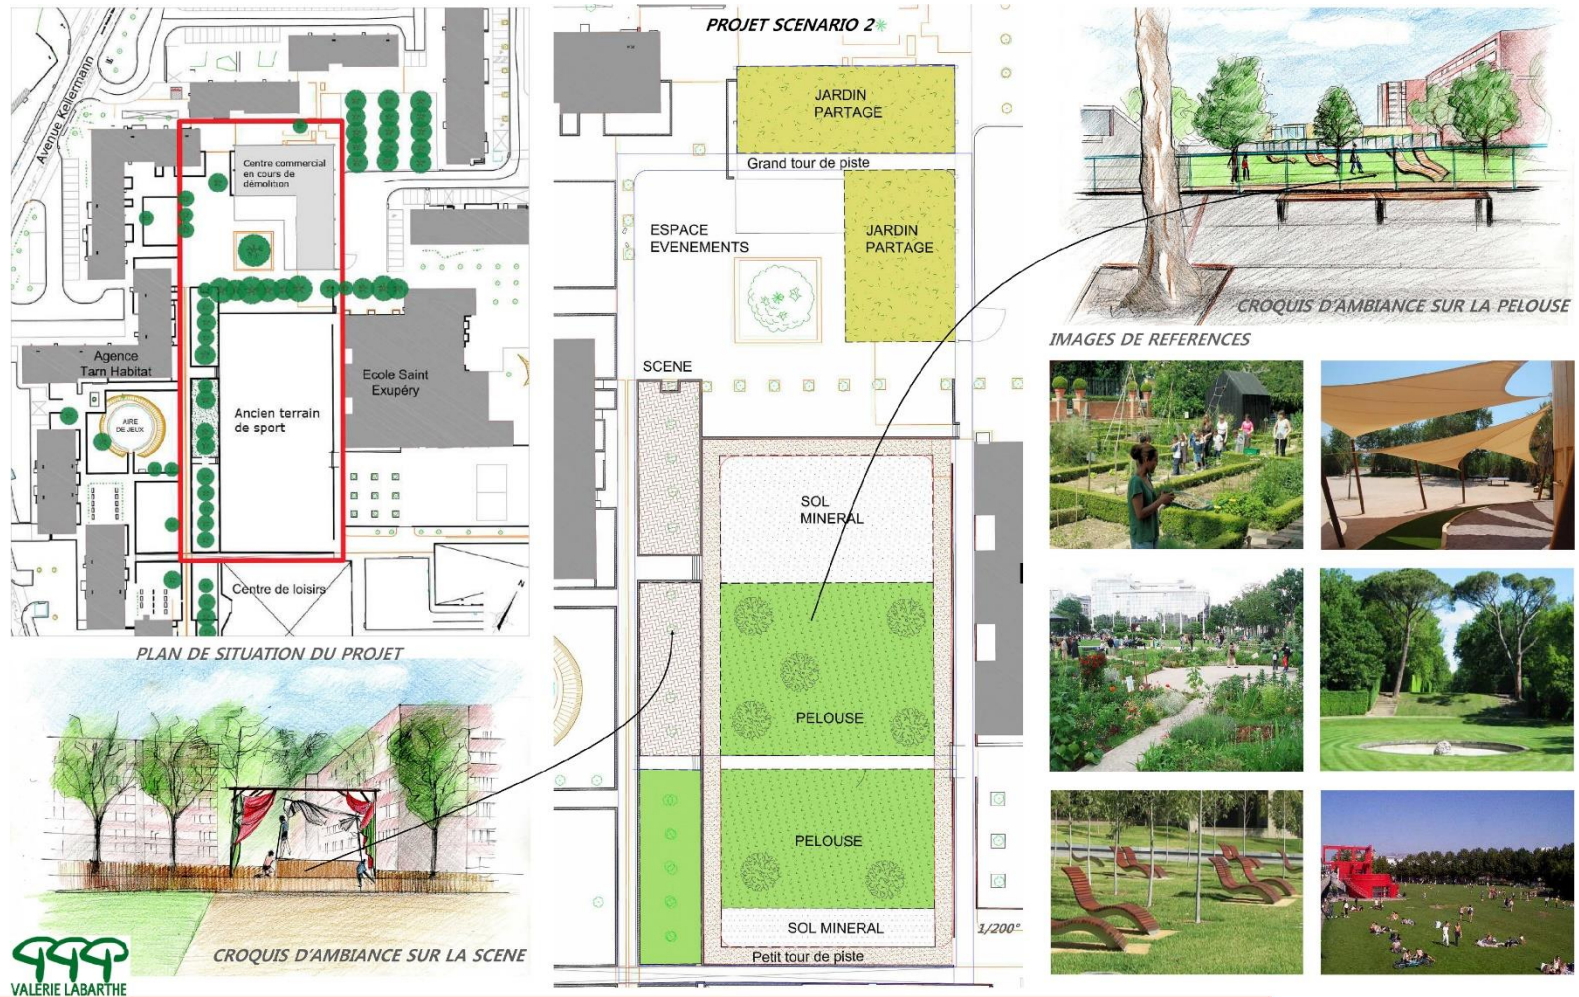 Avenue Kellermann
Centre commercial
en cours de
démolition
Agence
Tarn Habitat
AIRE
DE JEUX
Ecole Saint
Exupéry
Ancien terrain
de sport
Centre de loisirs
N
PLAN DE SITUATION DU PROJET
CROQUIS D'AMBIANCE SUR LA SCENE
VALERIE LABARTHE
PROJET SCENARIO 2
JARDIN
PARTAGE
Grand tour de piste
ESPACE
EVENEMENTS
JARDIN
PARTAGE
SCENE
SOL
MINERAL
PELOUSE
PELOUSE
SOL MINERAL
Petit tour de piste
1/200°
CROQUIS D'AMBIANCE SUR LA PELOUSE
IMAGES DE REFERENCES